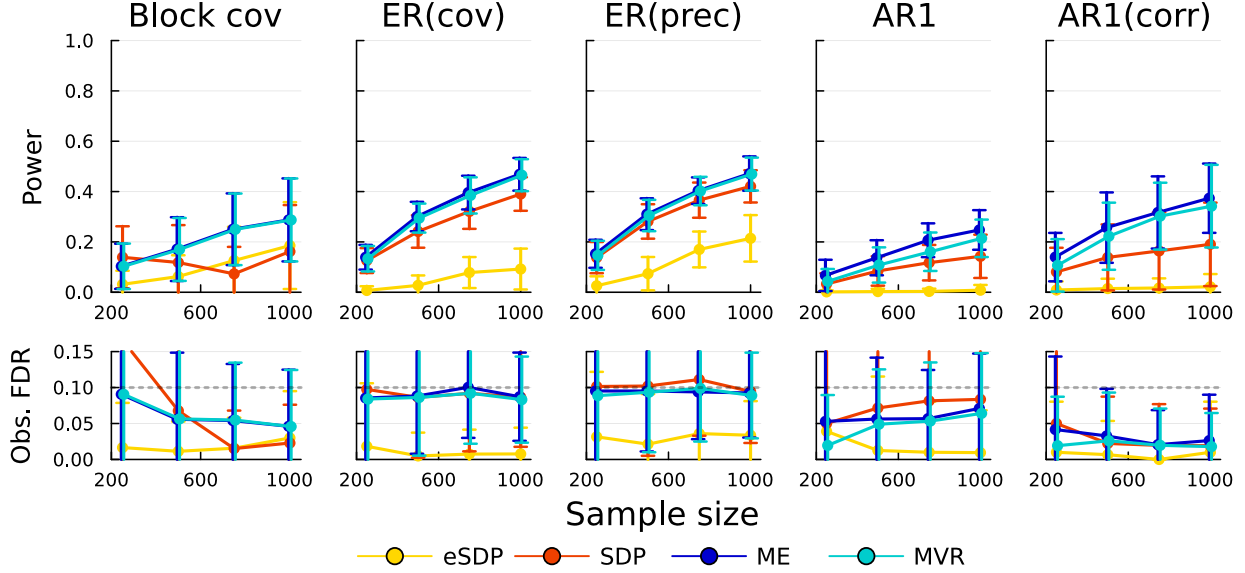 Block cov ER(cov) ER(prec) AR1 AR1(corr)
Power
1.0
0.8
0.6
0.4
0.2
0.0
200 600 1000 200 600 1000 200 600 1000 200 600 1000 200 600 1000
Obs. FDR
0.15
0.10
0.05
0.00
200 600 1000 200 600 1000 200 600 1000 200 600 1000 200 600 1000
Sample size
eSDP SDP ME MVR